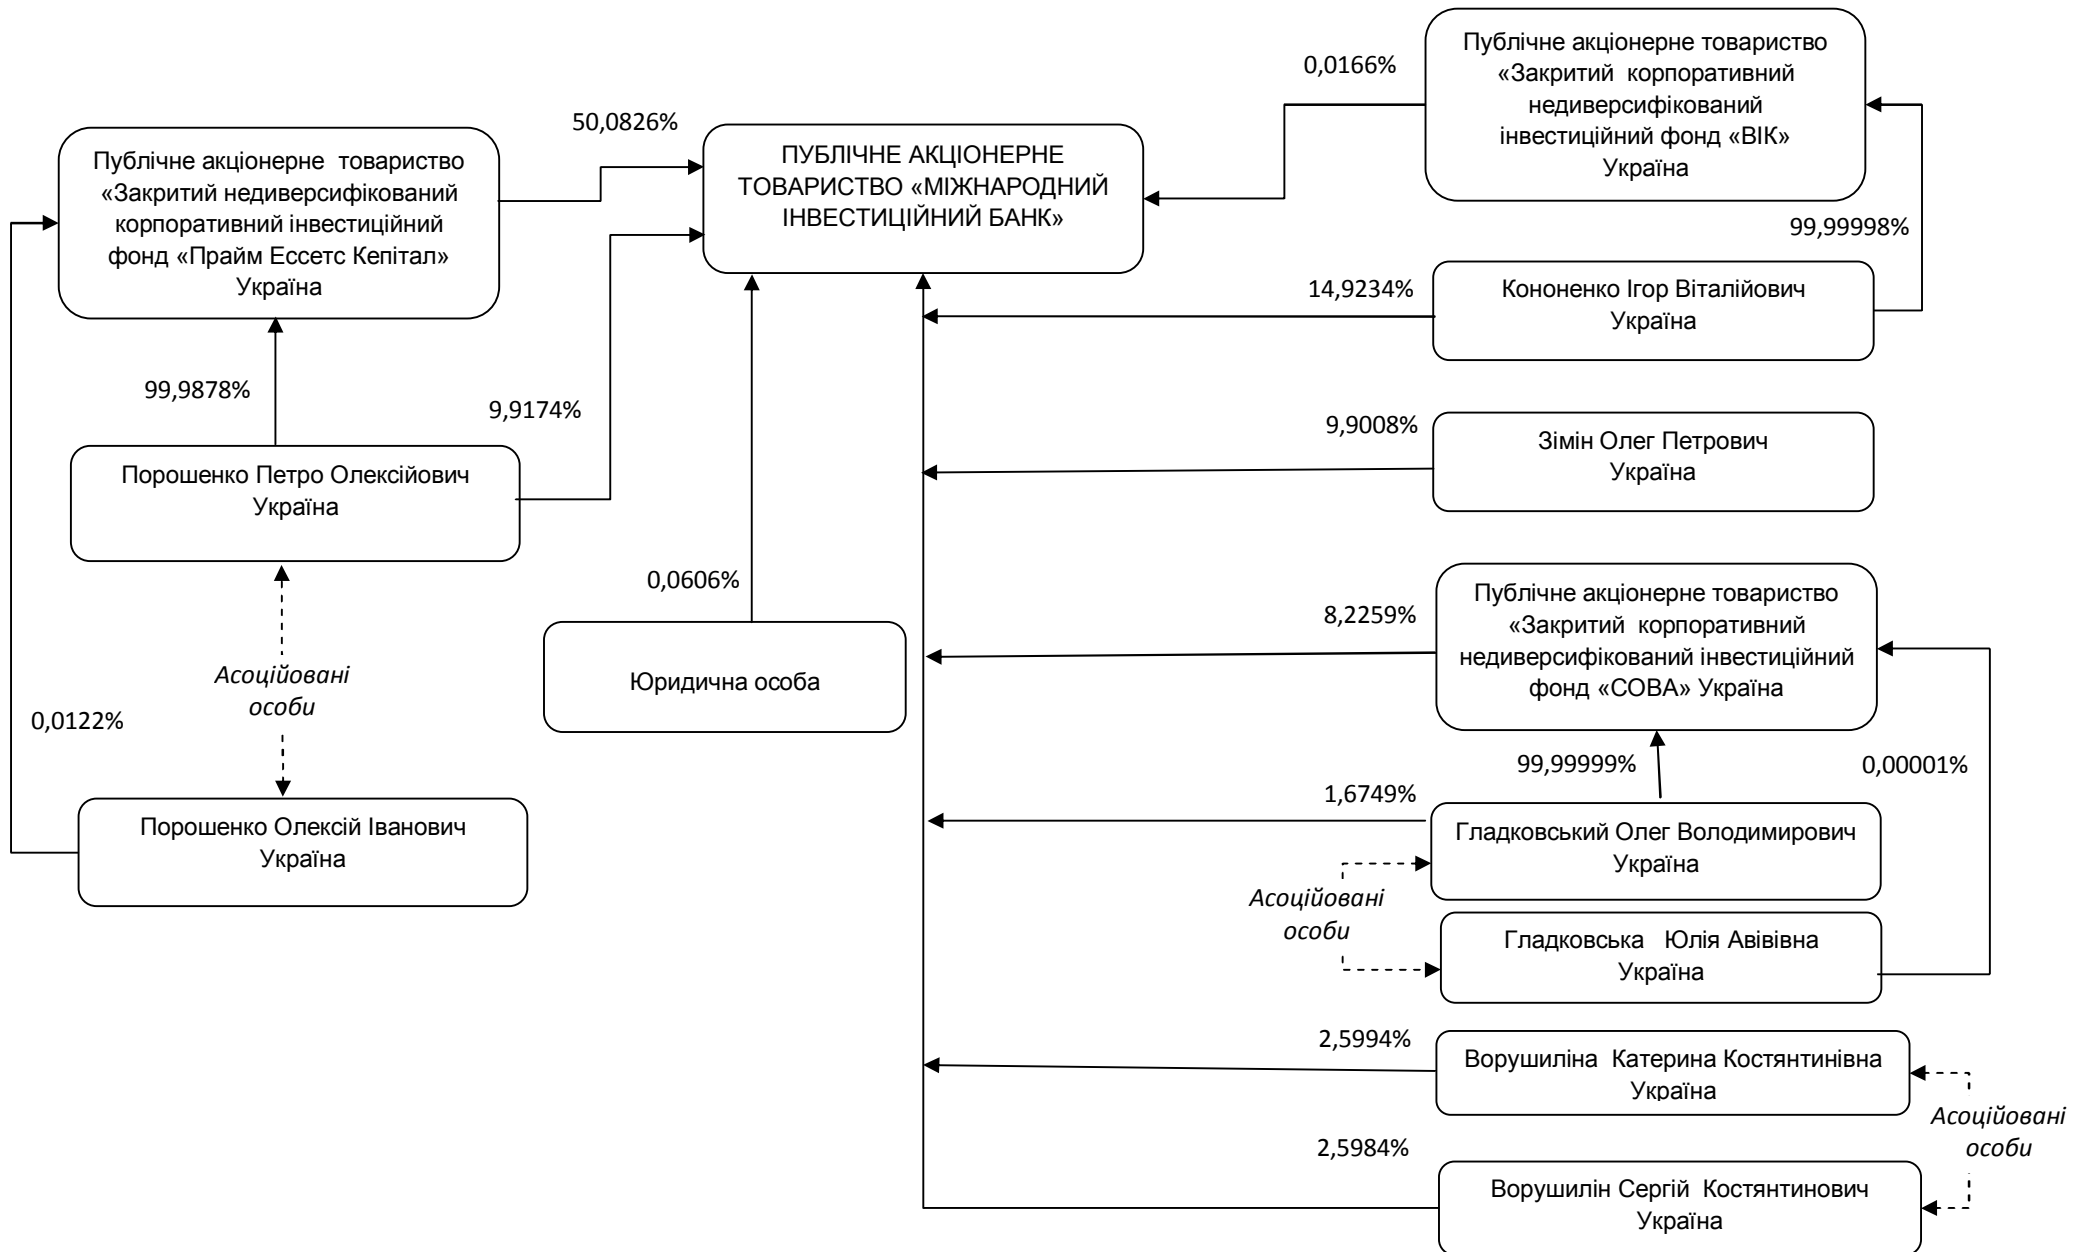 Публічне акціонерне товариство
«Закритий корпоративний
недиверсифікований
інвестиційний фонд «ВІК»
Україна
0,0166%
50,0826%
ПУБЛІЧНЕ АКЦІОНЕРНЕ
ТОВАРИСТВО «МІЖНАРОДНИЙ
ІНВЕСТИЦІЙНИЙ БАНК»
Публічне акціонерне товариство
«Закритий недиверсифікований
корпоративний інвестиційний
фонд «Прайм Ессетс Кепітал»
Україна
99,99998%
14,9234%
Кононенко Ігор Віталійович
Україна
99,9878%
9,9174%
9,9008%
Зімін Олег Петрович
Україна
Порошенко Петро Олексійович
Україна
0,0606%
8,2259%
Публічне акціонерне товариство
«Закритий корпоративний
недиверсифікований інвестиційний
фонд «СОВА» Україна
Асоційовані
особи
Юридична особа
0,0122%
99,99999%
0,00001%
1,6749%
Порошенко Олексій Іванович
Україна
Гладковський Олег Володимирович
Україна
Асоційовані
особи
Гладковська Юлія Авівівна
Україна
2,5994%
Ворушиліна Катерина Костянтинівна
Україна
Асоційовані
особи
2,5984%
Ворушилін Сергій Костянтинович
Україна